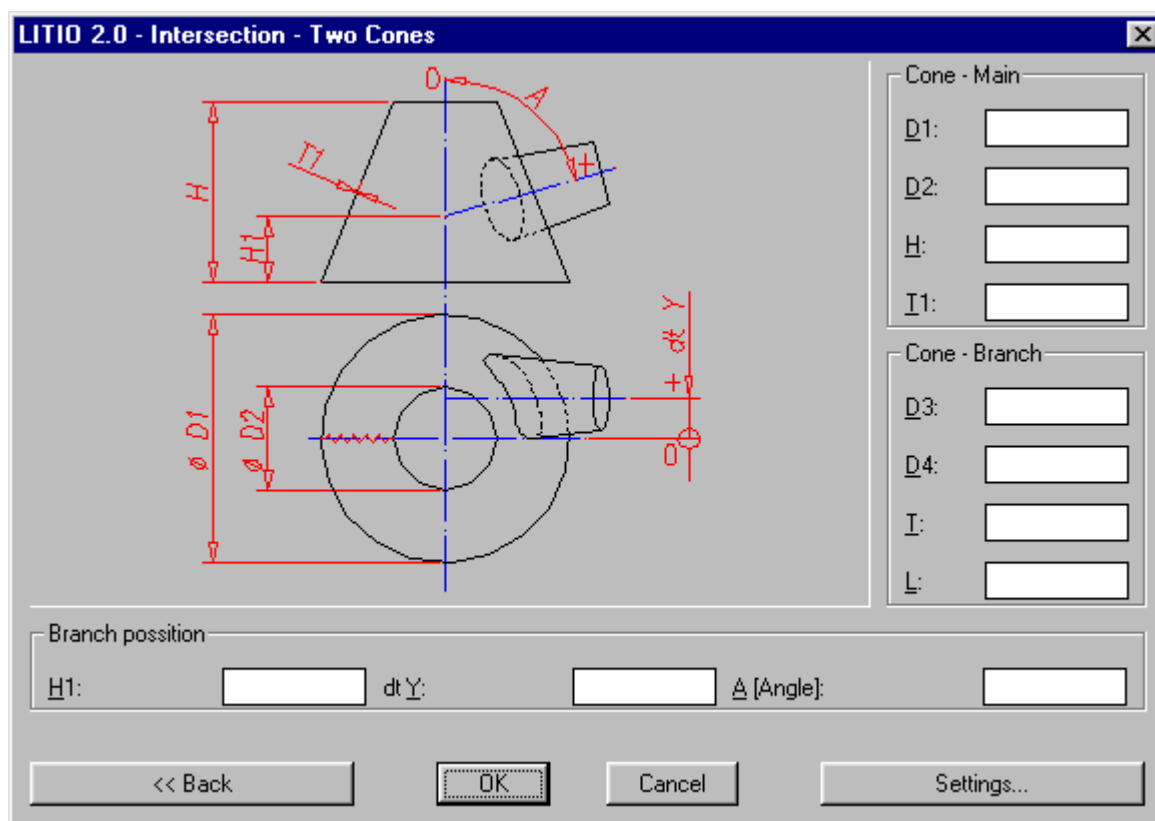 LITIO 2.0 - Intersection - Two Cones
0
A
+
T1
H
H1
ø D1
ø D2
+ dt Y
0
Cone - Main
D1:
D2:
H:
T1:
Cone - Branch
D3:
D4:
T:
L:
Branch possition
H1:
dt Y:
A [Angle]:
<< Back
OK
Cancel
Settings...